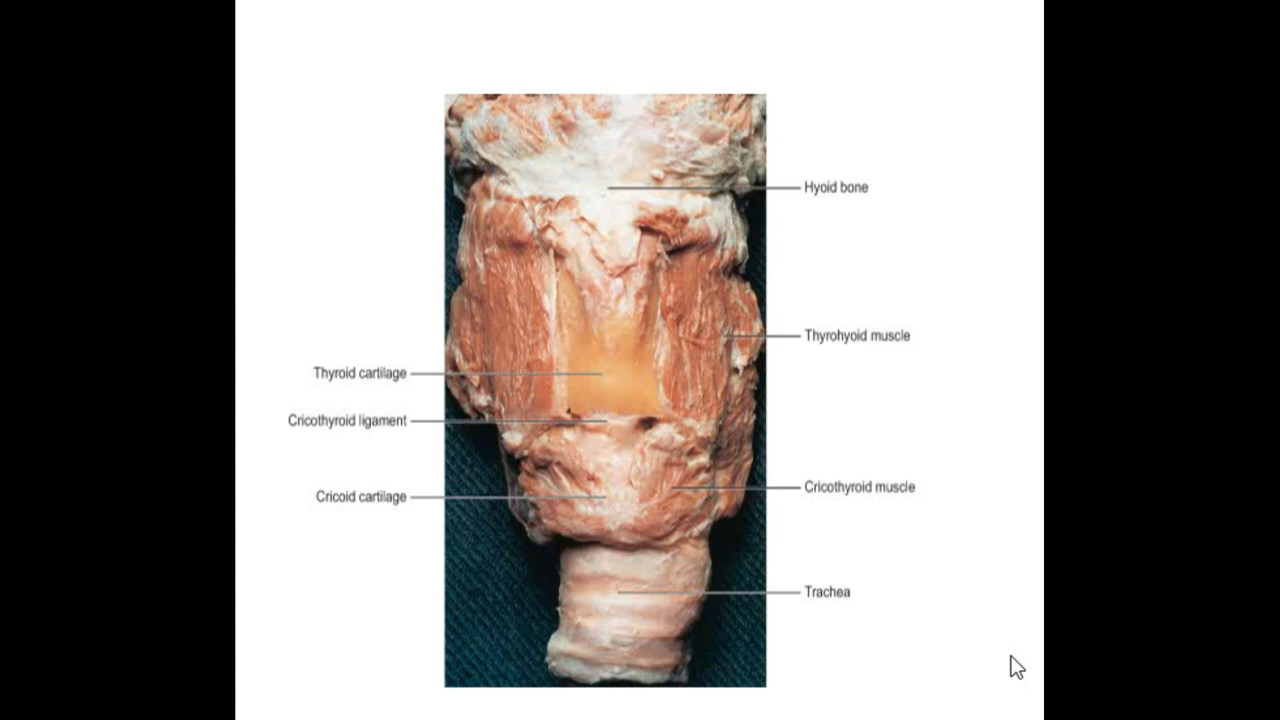 Hyoid bone
Thyrohyoid muscle
Thyroid cartilage
Cricothyroid ligament
Cricothyroid muscle
Cricoid cartilage
Trachea